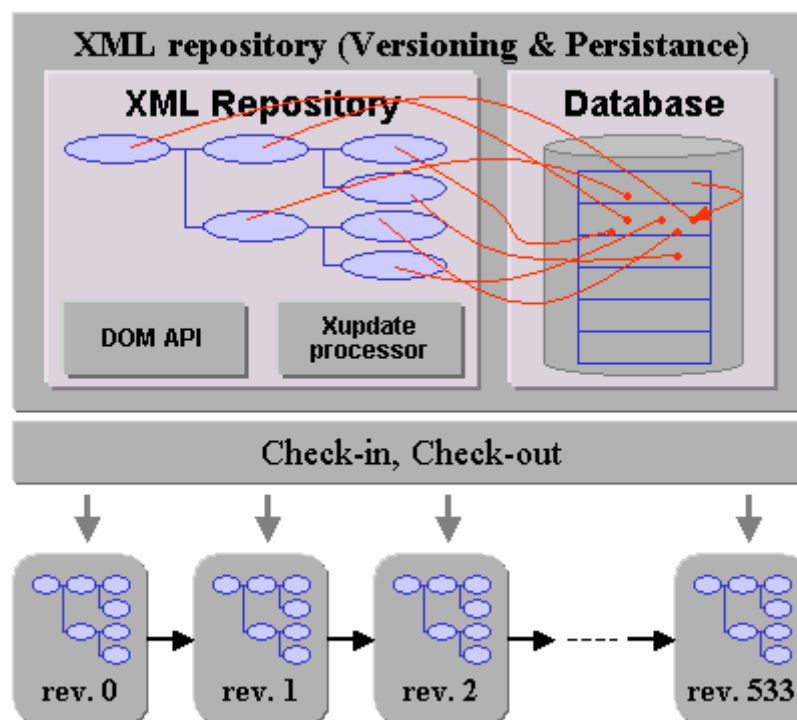 XML repository (Versioning & Persistance)
XML Repository
Database
DOM API
Xupdate
processor
Check-in, Check-out
rev. 0
rev. 1
rev. 2
rev. 533